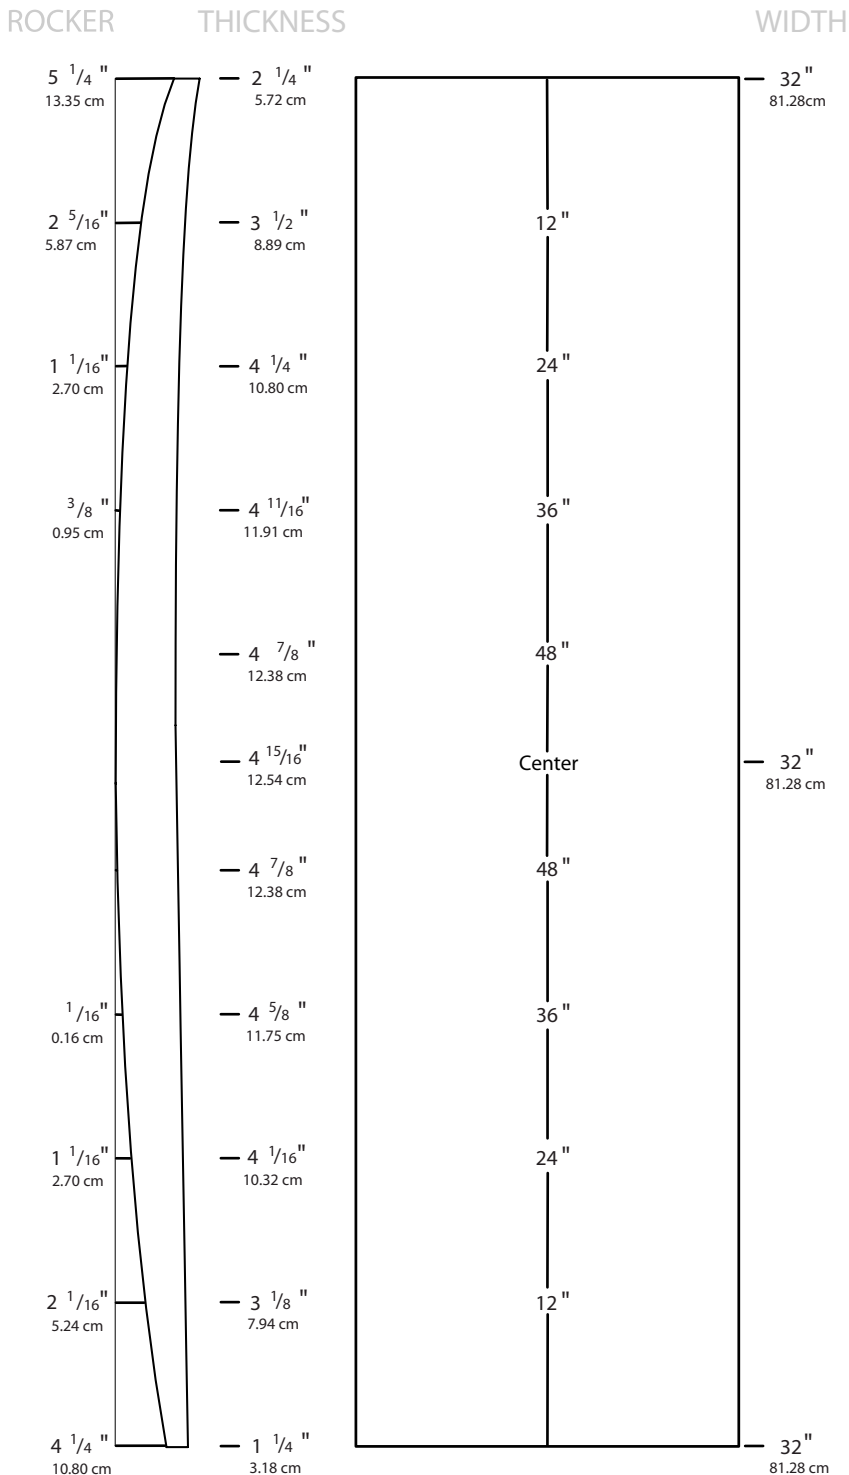 ROCKER THICKNESS WIDTH
5 1/4 " 2 1/4 " 32 "
13.35 cm 5.72 cm 81.28cm
2 5/16" 3 1/2 " 12 "
5.87 cm 8.89 cm
1 1/16" 4 1/4 " 24 "
2.70 cm 10.80 cm
3/8 " 4 11/16" 36 "
0.95 cm 11.91 cm
4 7/8 " 48 "
12.38 cm
4 15/16" Center 32 "
12.54 cm 81.28 cm
4 7/8 " 48 "
12.38 cm
1/16" 4 5/8 " 36 "
0.16 cm 11.75 cm
1 1/16" 4 1/16" 24 "
2.70 cm 10.32 cm
2 1/16" 3 1/8 " 12 "
5.24 cm 7.94 cm
4 1/4 " 1 1/4 " 32"
10.80 cm 3.18 cm 81.28 cm